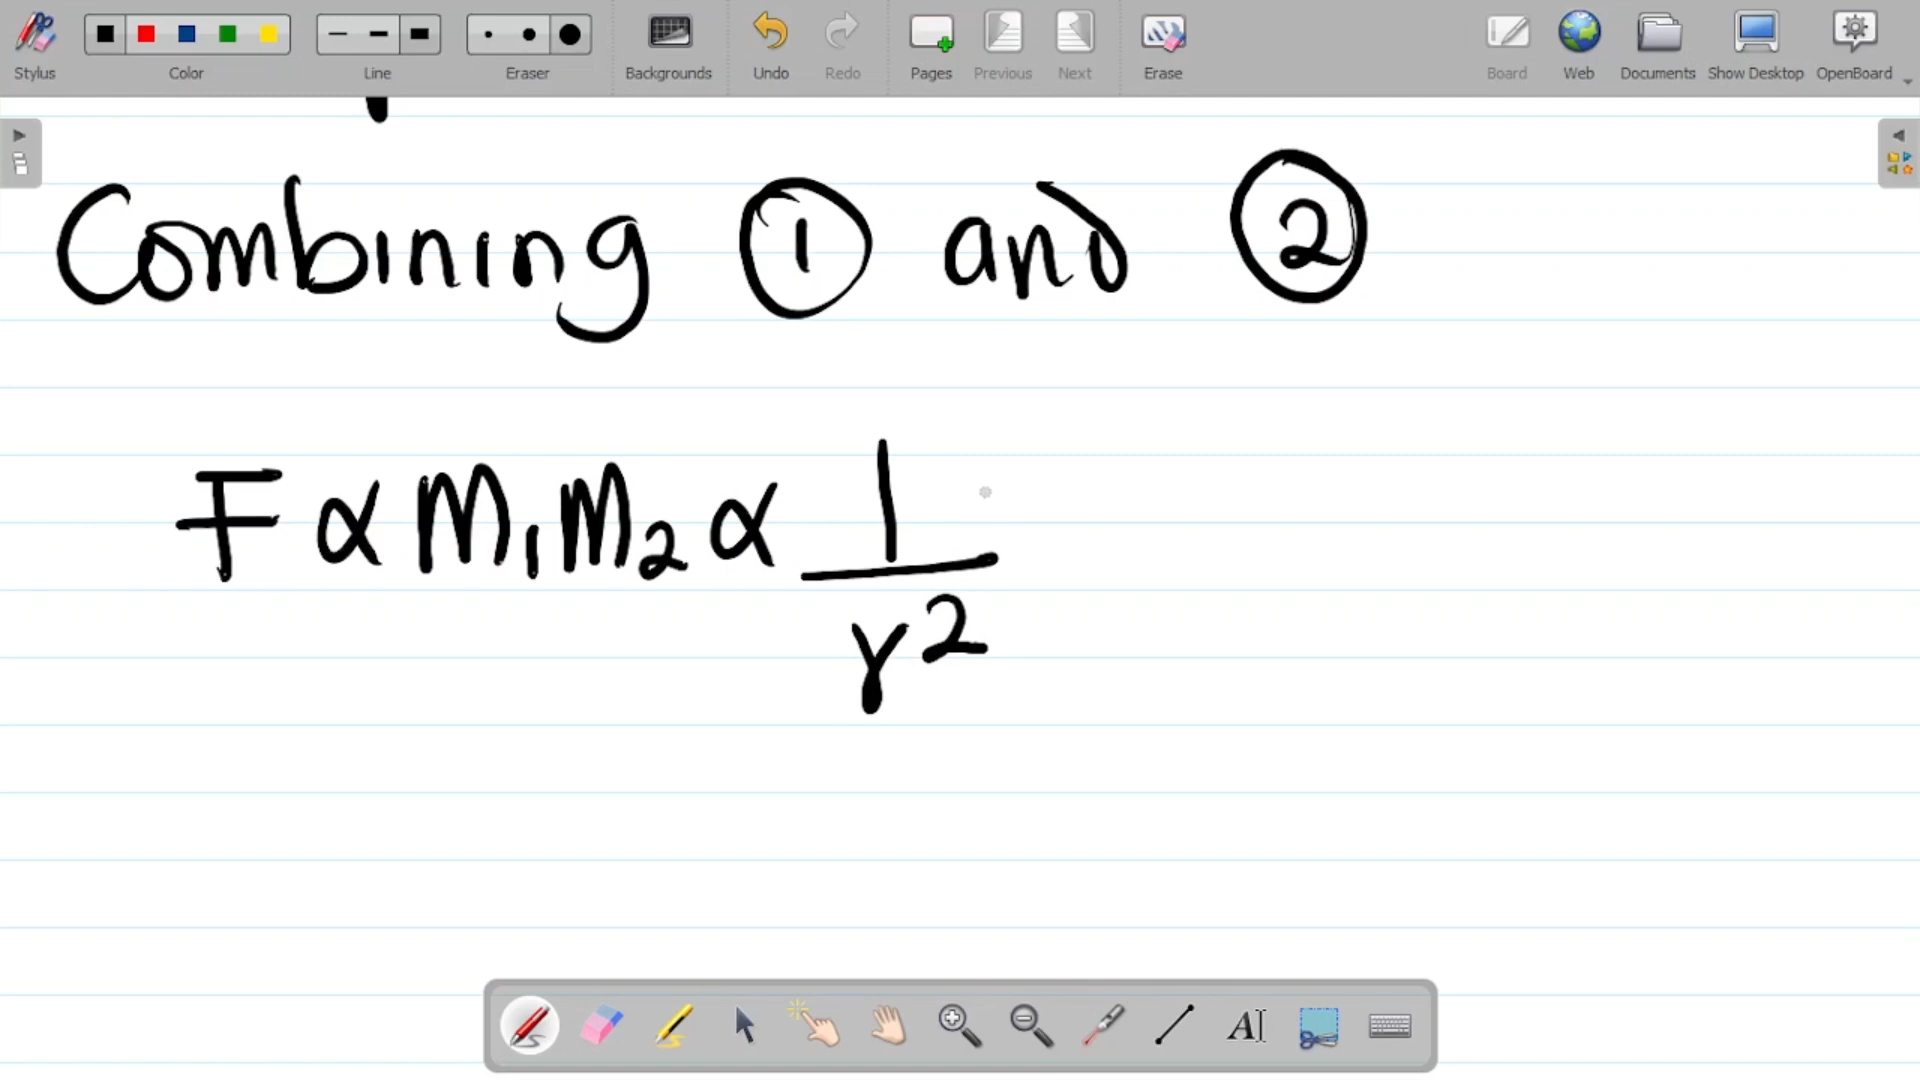 Stylus Color Line Eraser Backgrounds Undo Redo Pages Previous Next Erase Board Web Documents Show Desktop OpenBoard
Combining ① and ②
F ∝ M₁M₂ ∝ 1/r²
AI